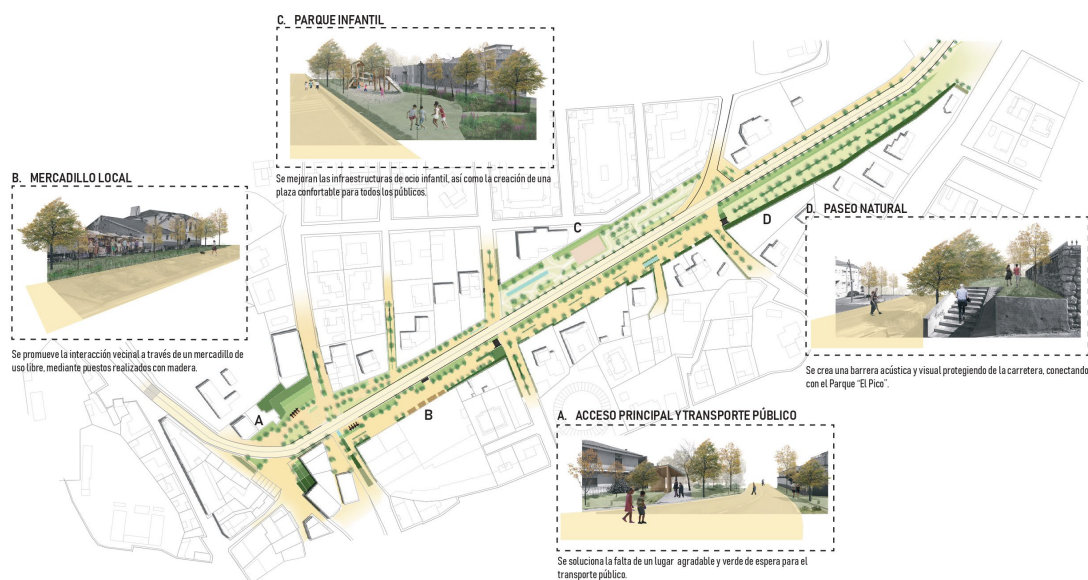 C. PARQUE INFANTIL
Se mejoran las infraestructuras de ocio infantil, así como la creación de una
plaza confortable para todos los públicos.
B. MERCADILLO LOCAL
Se promueve la interacción vecinal a través de un mercadillo de
uso libre, mediante puestos realizados con madera.
C
D
D. PASEO NATURAL
Se crea una barrera acústica y visual protegiendo de la carretera, conectando
con el Parque "El Pico".
A
B
A. ACCESO PRINCIPAL Y TRANSPORTE PÚBLICO
Se soluciona la falta de un lugar agradable y verde de espera para el
transporte público.